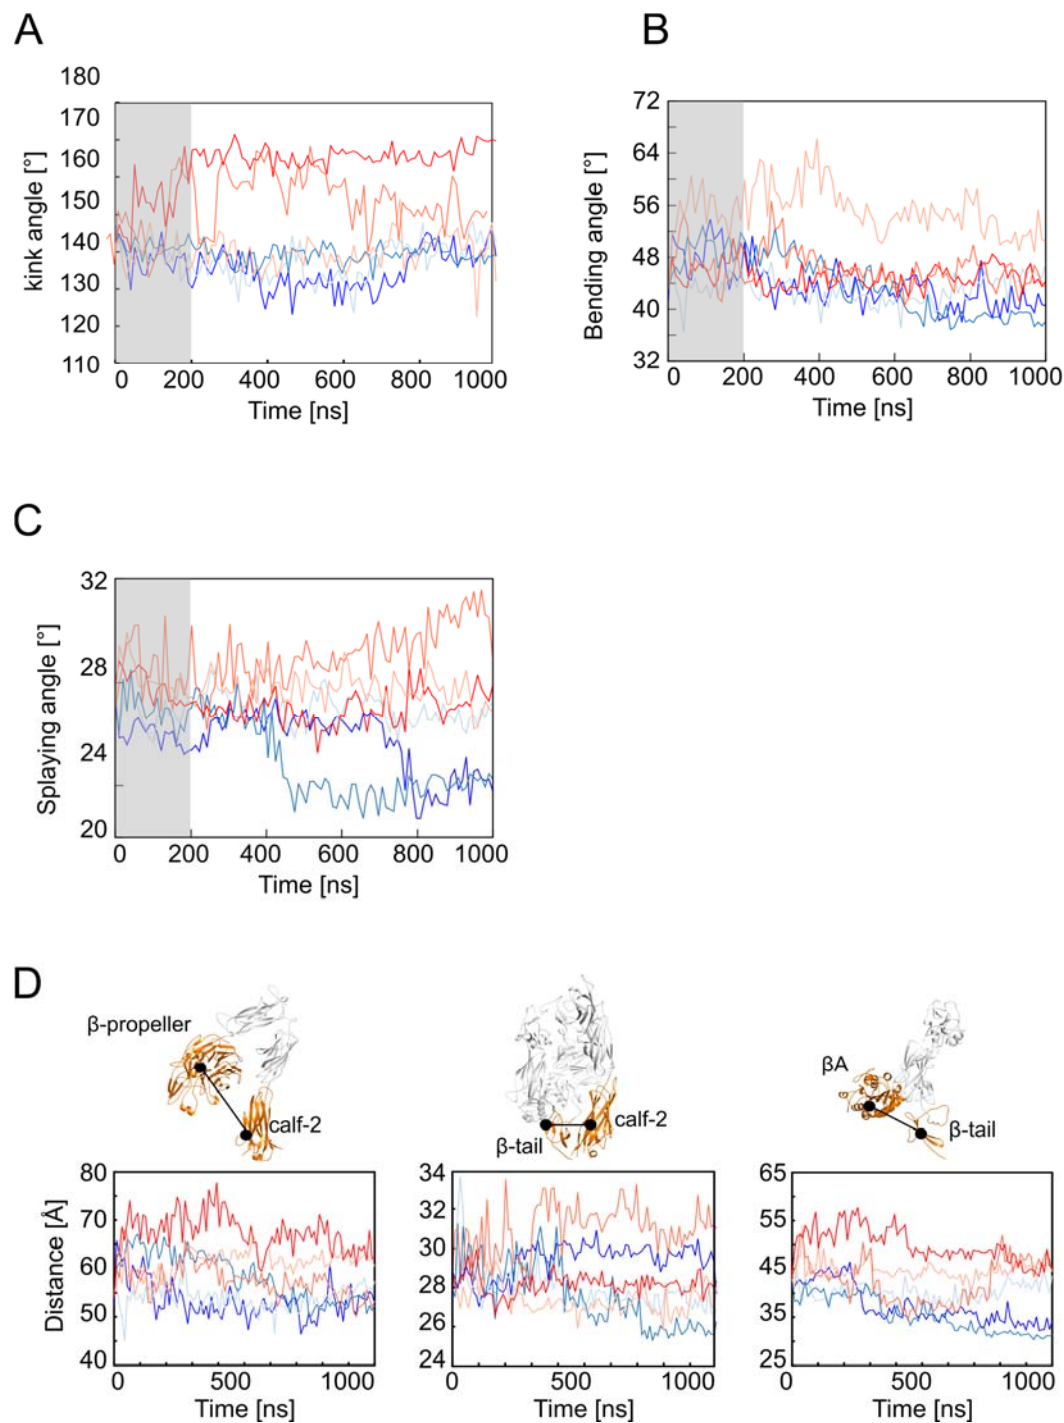 A
180
170
160
150
140
130
120
110
kink angle [°]
0 200 400 600 800 1000
Time [ns]
B
72
64
56
48
40
32
Bending angle [°]
0 200 400 600 800 1000
Time [ns]
C
32
28
24
20
Splaying angle [°]
0 200 400 600 800 1000
Time [ns]
D
β-propeller
calf-2
80
70
60
50
40
Distance [Å]
0 500 1000
Time [ns]
β-tail
calf-2
34
32
30
28
26
24
0 500 1000
Time [ns]
βA
β-tail
65
55
45
35
25
0 500 1000
Time [ns]